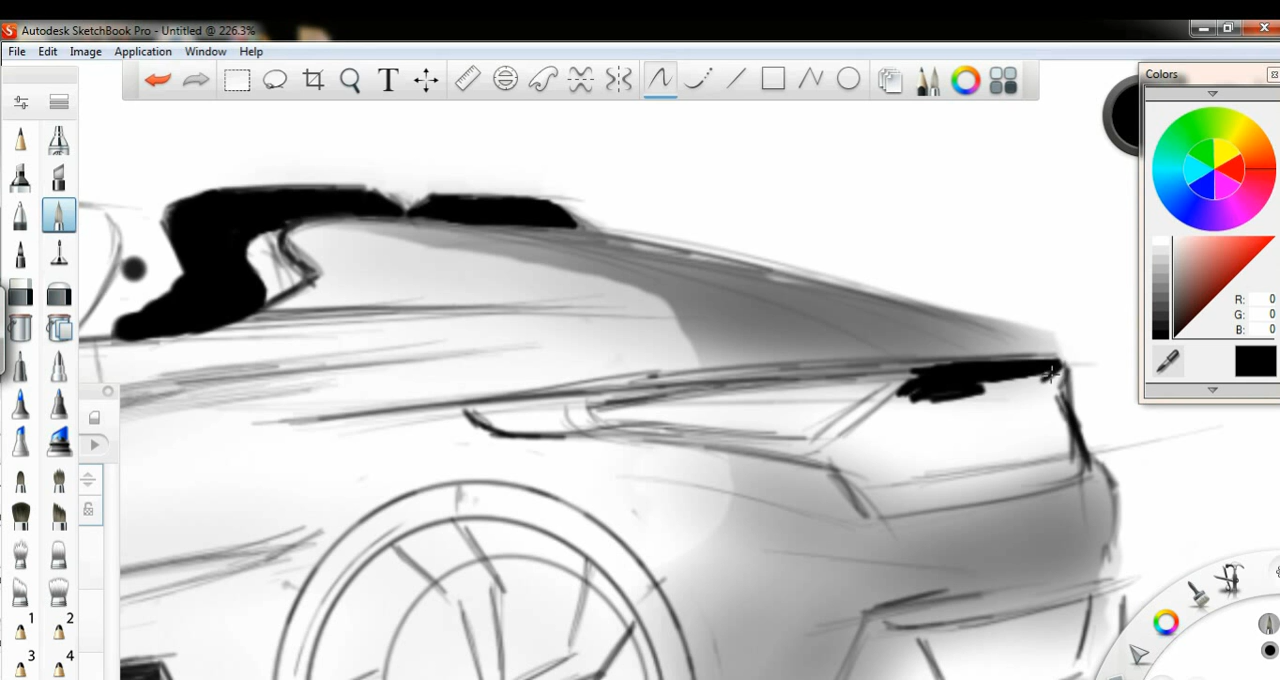 Autodesk SketchBook Pro - Untitled @ 226.3%
File Edit Image Application Window Help
T
Colors
R: 0
G: 0
B: 0
1 2
3 4